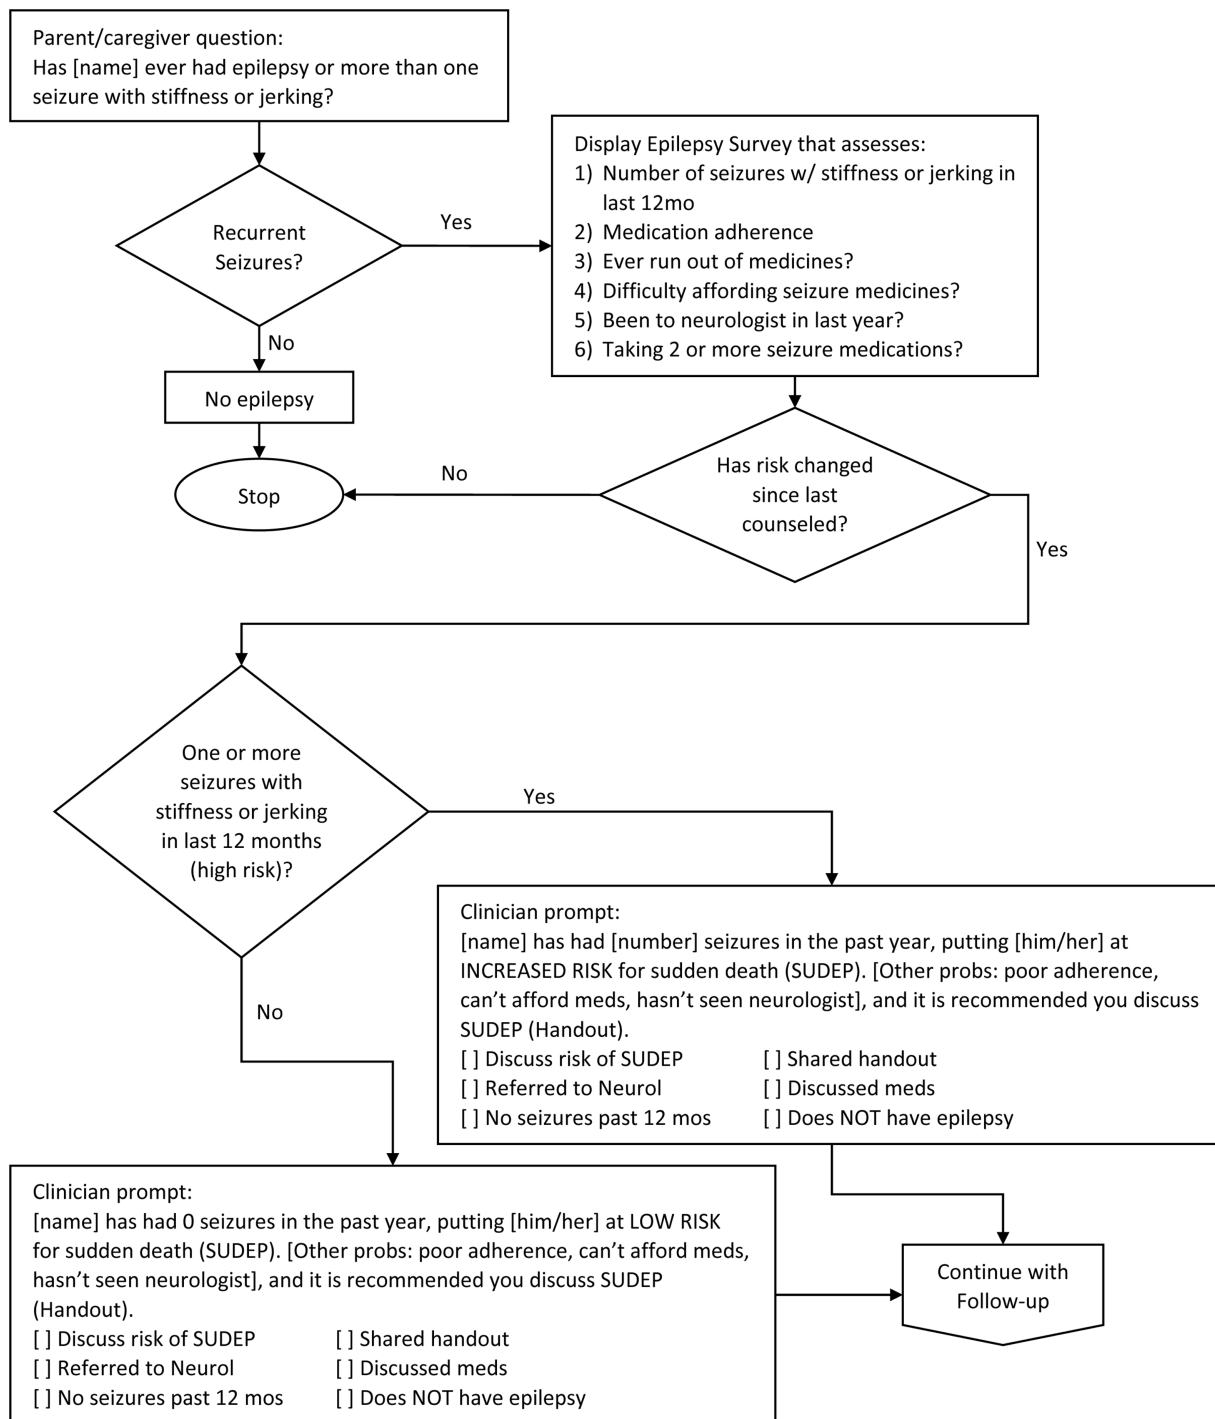 Parent/caregiver question:
Has [name] ever had epilepsy or more than one
seizure with stiffness or jerking?
Recurrent
Seizures?
Yes
No
No epilepsy
Stop
Display Epilepsy Survey that assesses:
1) Number of seizures w/ stiffness or jerking in
last 12mo
2) Medication adherence
3) Ever run out of medicines?
4) Difficulty affording seizure medicines?
5) Been to neurologist in last year?
6) Taking 2 or more seizure medications?
Has risk changed
since last
counseled?
No
Yes
One or more
seizures with
stiffness or jerking
in last 12 months
(high risk)?
Yes
No
Clinician prompt:
[name] has had [number] seizures in the past year, putting [him/her] at
INCREASED RISK for sudden death (SUDEP). [Other probs: poor adherence,
can’t afford meds, hasn’t seen neurologist], and it is recommended you discuss
SUDEP (Handout).
[ ] Discuss risk of SUDEP [ ] Shared handout
[ ] Referred to Neurol [ ] Discussed meds
[ ] No seizures past 12 mos [ ] Does NOT have epilepsy
Clinician prompt:
[name] has had 0 seizures in the past year, putting [him/her] at LOW RISK
for sudden death (SUDEP). [Other probs: poor adherence, can’t afford meds,
hasn’t seen neurologist], and it is recommended you discuss SUDEP
(Handout).
[ ] Discuss risk of SUDEP [ ] Shared handout
[ ] Referred to Neurol [ ] Discussed meds
[ ] No seizures past 12 mos [ ] Does NOT have epilepsy
Continue with
Follow-up